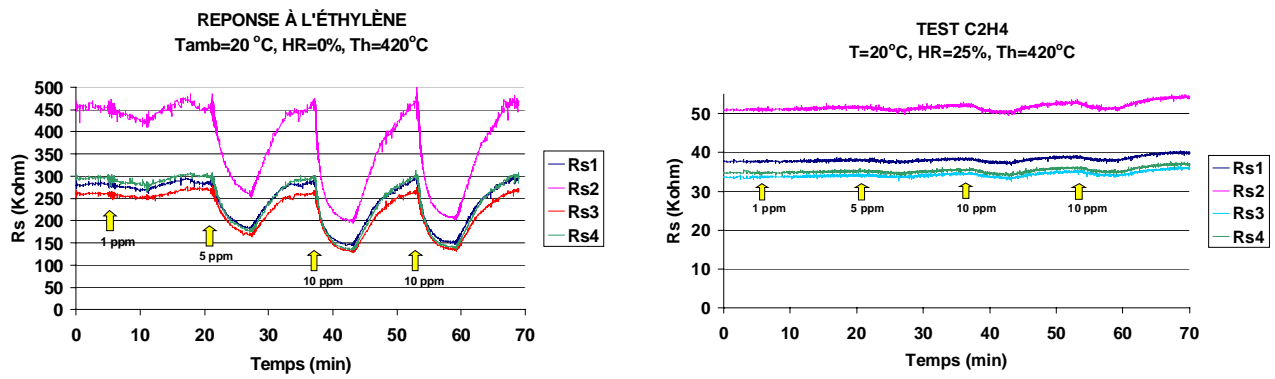 REPONSE À L'ÉTHYLÈNE
Tamb=20 °C, HR=0%, Th=420°C
Rs (Kohm)
500
450
400
350
300
250
200
150
100
50
0
0 10 20 30 40 50 60 70
Temps (min)
1 ppm
5 ppm
10 ppm
10 ppm
Rs1
Rs2
Rs3
Rs4
TEST C2H4
T=20°C, HR=25%, Th=420°C
Rs (Kohm)
50
40
30
20
10
0
0 10 20 30 40 50 60 70
Temps (min)
1 ppm
5 ppm
10 ppm
10 ppm
Rs1
Rs2
Rs3
Rs4